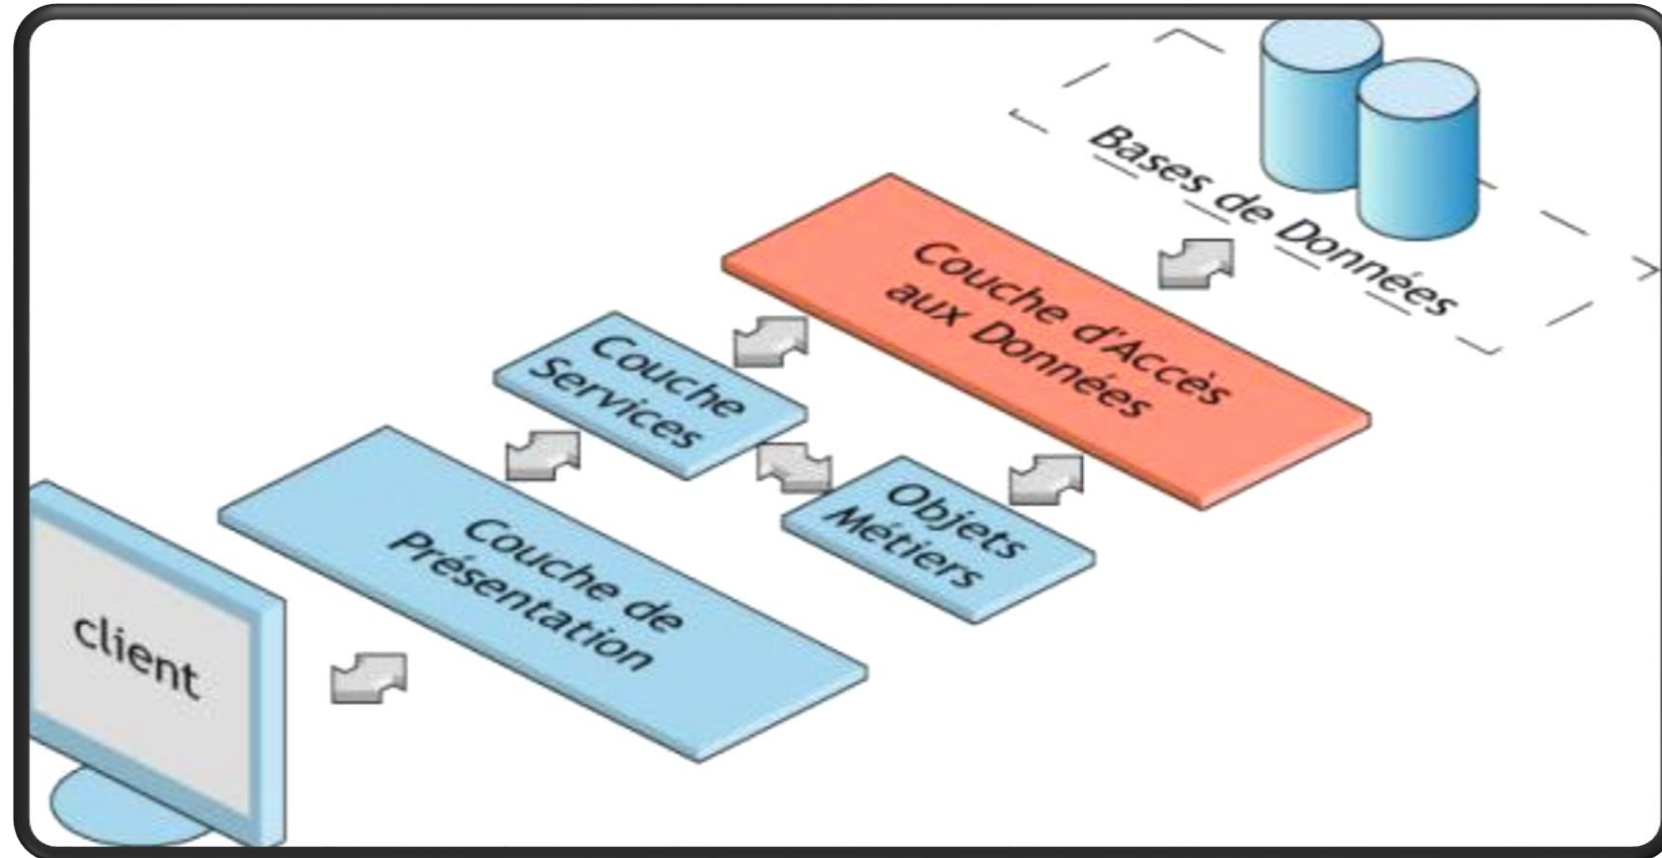 Bases de Données
Couche d'Accès
aux Données
Couche
Services
Objets
Métiers
Couche de
Présentation
client